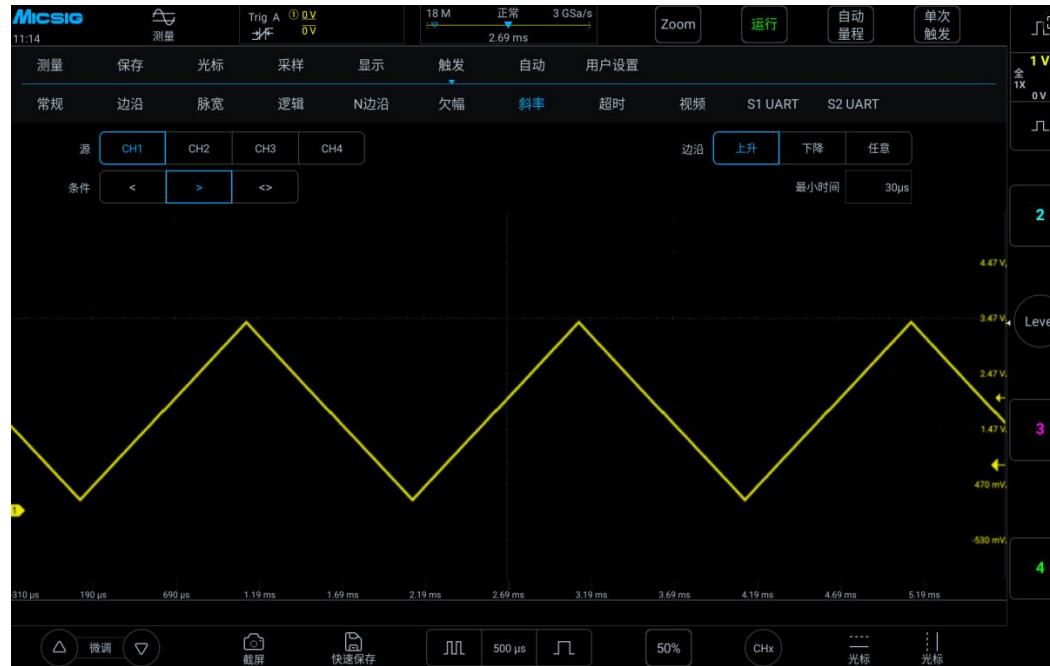 Micsig
11:14
测量
Trig A ① 0 V
0 V
18 M 正常 3 GSa/s
2.69 ms
Zoom
运行
自动
量程
单次
触发
测量 保存 光标 采样 显示 触发 自动 用户设置
常规 边沿 脉宽 逻辑 N边沿 欠幅 斜率 超时 视频 S1 UART S2 UART
源 CH1 CH2 CH3 CH4
边沿 上升 下降 任意
条件 < > <>
最小时间 30µs
全
1X
1 V
0 V
2
Leve
3
4
4.47 V
3.47 V
2.47 V
1.47 V
470 mV
-530 mV
1
-310 µs 190 µs 690 µs 1.19 ms 1.69 ms 2.19 ms 2.69 ms 3.19 ms 3.69 ms 4.19 ms 4.69 ms 5.19 ms
微调
截屏
快速保存
500 µs
50%
CHx
光标
光标